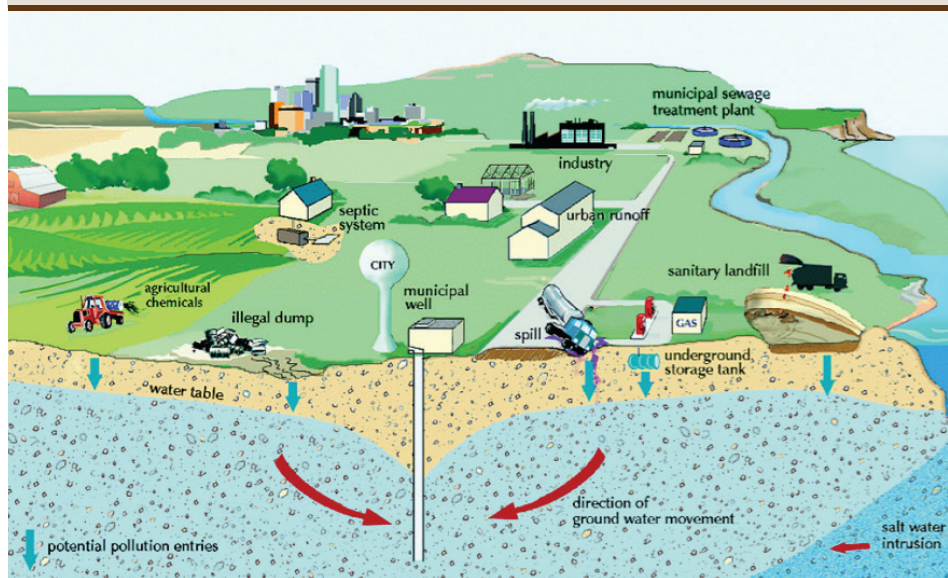 municipal sewage
treatment plant
industry
septic
system
urban runoff
CITY
sanitary landfill
agricultural
chemicals
municipal
well
illegal dump
spill
GAS
underground
storage tank
water table
direction of
ground water movement
salt water
intrusion
potential pollution entries